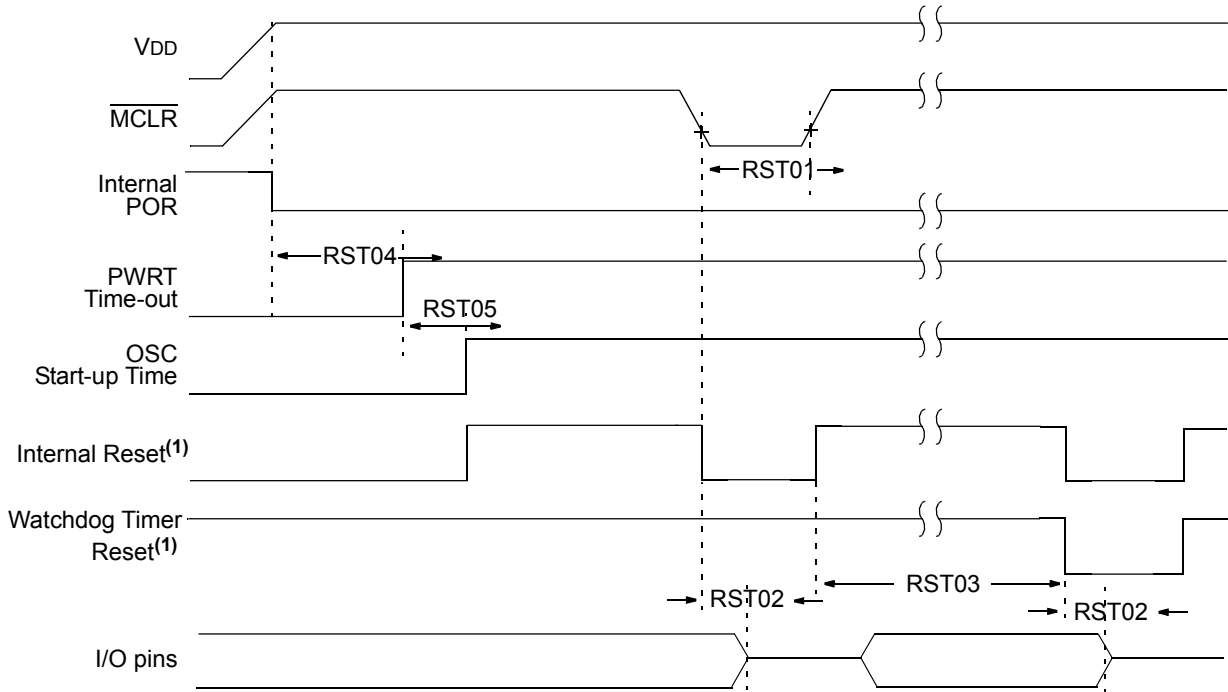 VDD
MCLR
RST01
Internal
POR
RST04
PWRT
Time-out
RST05
OSC
Start-up Time
Internal Reset(1)
Watchdog Timer
Reset(1)
RST03
RST02
RST02
I/O pins